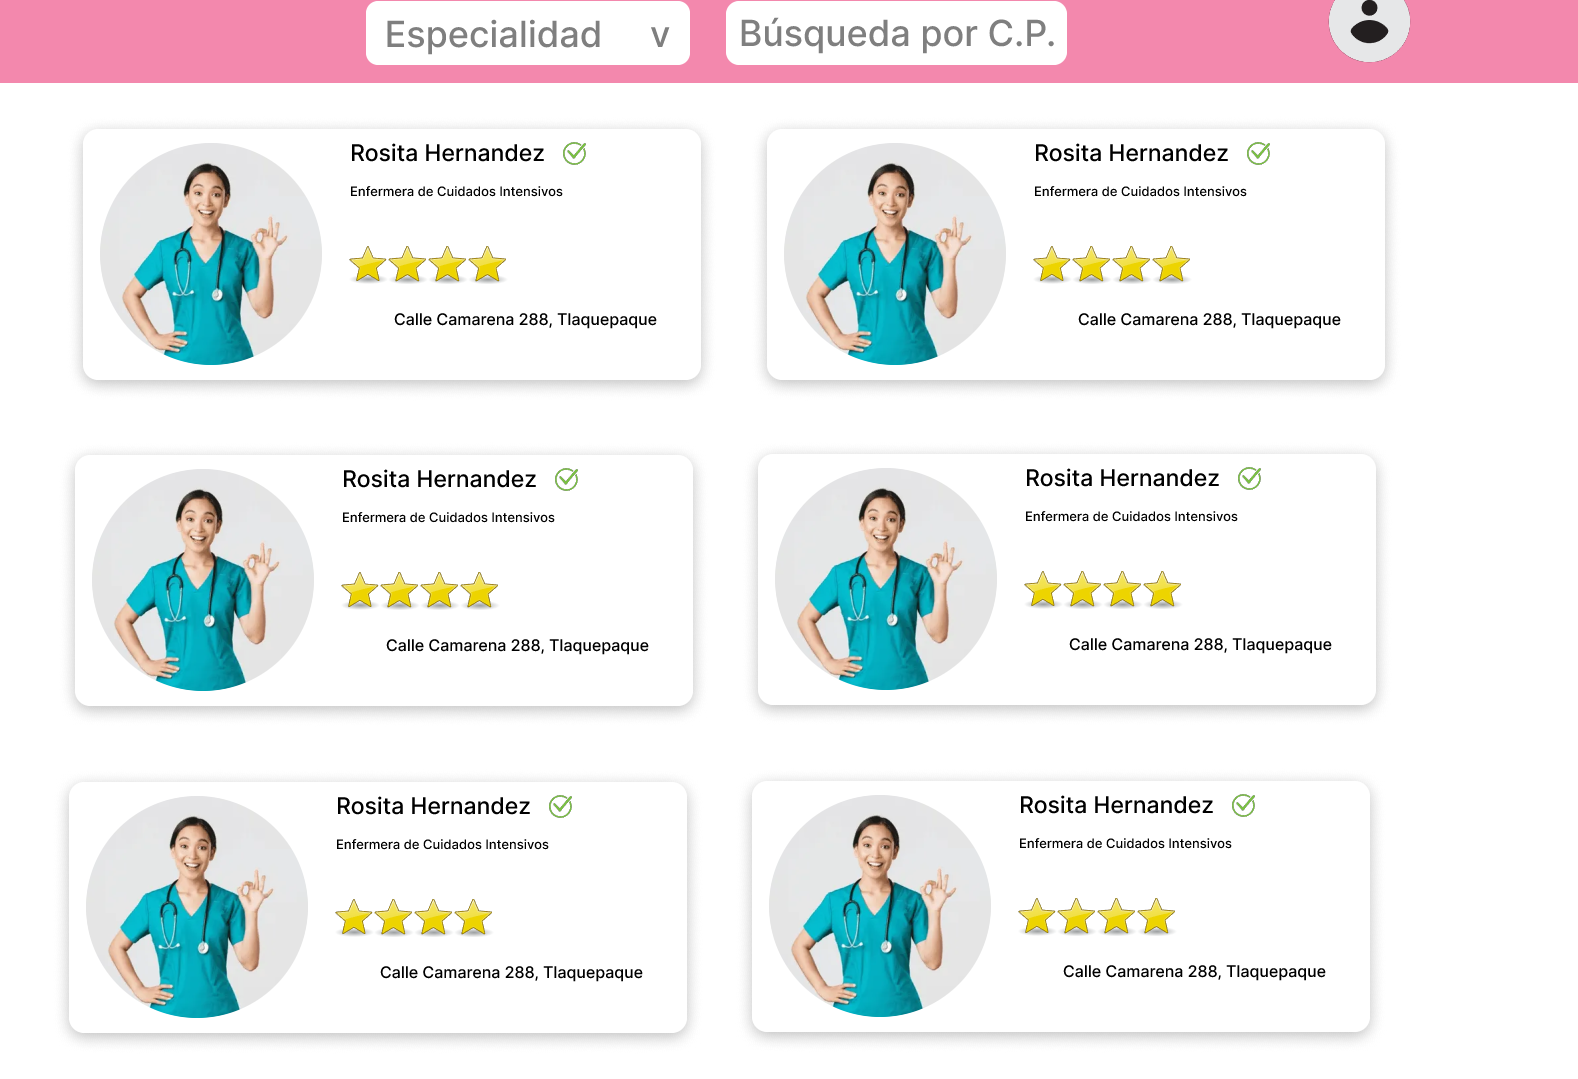 Especialidad v
Búsqueda por C.P.
Rosita Hernandez
Enfermera de Cuidados Intensivos
Calle Camarena 288, Tlaquepaque
Rosita Hernandez
Enfermera de Cuidados Intensivos
Calle Camarena 288, Tlaquepaque
Rosita Hernandez
Enfermera de Cuidados Intensivos
Calle Camarena 288, Tlaquepaque
Rosita Hernandez
Enfermera de Cuidados Intensivos
Calle Camarena 288, Tlaquepaque
Rosita Hernandez
Enfermera de Cuidados Intensivos
Calle Camarena 288, Tlaquepaque
Rosita Hernandez
Enfermera de Cuidados Intensivos
Calle Camarena 288, Tlaquepaque